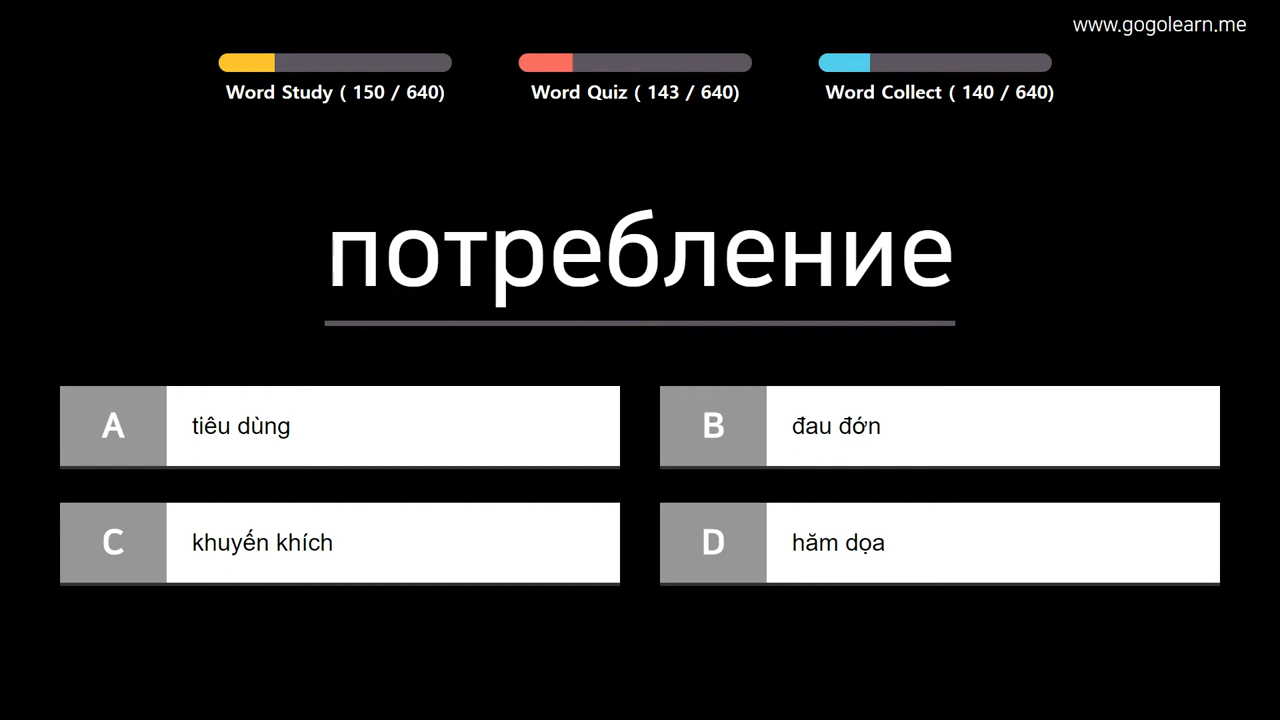 www.gogolearn.me
Word Study ( 150 / 640)
Word Quiz ( 143 / 640)
Word Collect ( 140 / 640)
потребление
A tiêu dùng
B đau đớn
C khuyến khích
D hăm dọa